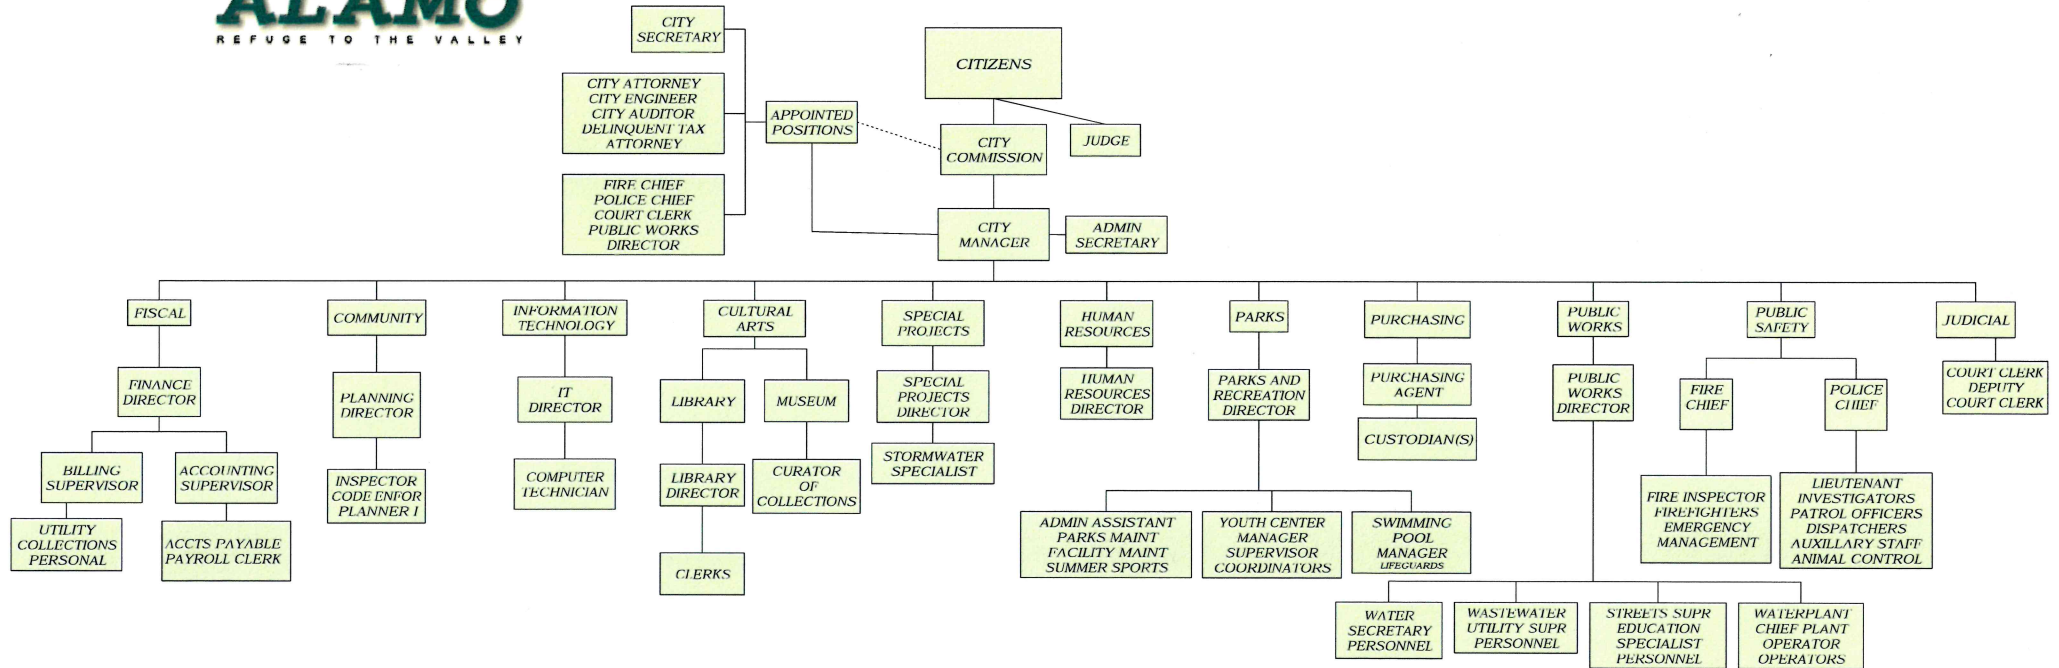 ALAMO
REFUGE TO THE VALLEY
CITY
SECRETARY
CITY ATTORNEY
CITY ENGINEER
CITY AUDITOR
DELINQUENT TAX
ATTORNEY
FIRE CHIEF
POLICE CHIEF
COURT CLERK
PUBLIC WORKS
DIRECTOR
APPOINTED
POSITIONS
CITIZENS
CITY
COMMISSION
JUDGE
CITY
MANAGER
ADMIN
SECRETARY
FISCAL
COMMUNITY
INFORMATION
TECHNOLOGY
CULTURAL
ARTS
SPECIAL
PROJECTS
HUMAN
RESOURCES
PARKS
PURCHASING
PUBLIC
WORKS
PUBLIC
SAFETY
JUDICIAL
FINANCE
DIRECTOR
PLANNING
DIRECTOR
IT
DIRECTOR
LIBRARY
MUSEUM
SPECIAL
PROJECTS
DIRECTOR
HUMAN
RESOURCES
DIRECTOR
PARKS AND
RECREATION
DIRECTOR
PURCHASING
AGENT
CUSTODIAN(S)
PUBLIC
WORKS
DIRECTOR
FIRE
CHIEF
POLICE
CHIEF
COURT CLERK
DEPUTY
COURT CLERK
BILLING
SUPERVISOR
ACCOUNTING
SUPERVISOR
INSPECTOR
CODE ENFOR
PLANNER I
COMPUTER
TECHNICIAN
LIBRARY
DIRECTOR
CURATOR
OF
COLLECTIONS
STORMWATER
SPECIALIST
UTILITY
COLLECTIONS
PERSONAL
ACCTS PAYABLE
PAYROLL CLERK
CLERKS
ADMIN ASSISTANT
PARKS MAINT
FACILITY MAINT
SUMMER SPORTS
YOUTH CENTER
MANAGER
SUPERVISOR
COORDINATORS
SWIMMING
POOL
MANAGER
LIFEGUARDS
FIRE INSPECTOR
FIREFIGHTERS
EMERGENCY
MANAGEMENT
LIEUTENANT
INVESTIGATORS
PATROL OFFICERS
DISPATCHERS
AUXILLARY STAFF
ANIMAL CONTROL
WATER
SECRETARY
PERSONNEL
WASTEWATER
UTILITY SUPR
PERSONNEL
STREETS SUPR
EDUCATION
SPECIALIST
PERSONNEL
WATERPLANT
CHIEF PLANT
OPERATOR
OPERATORS